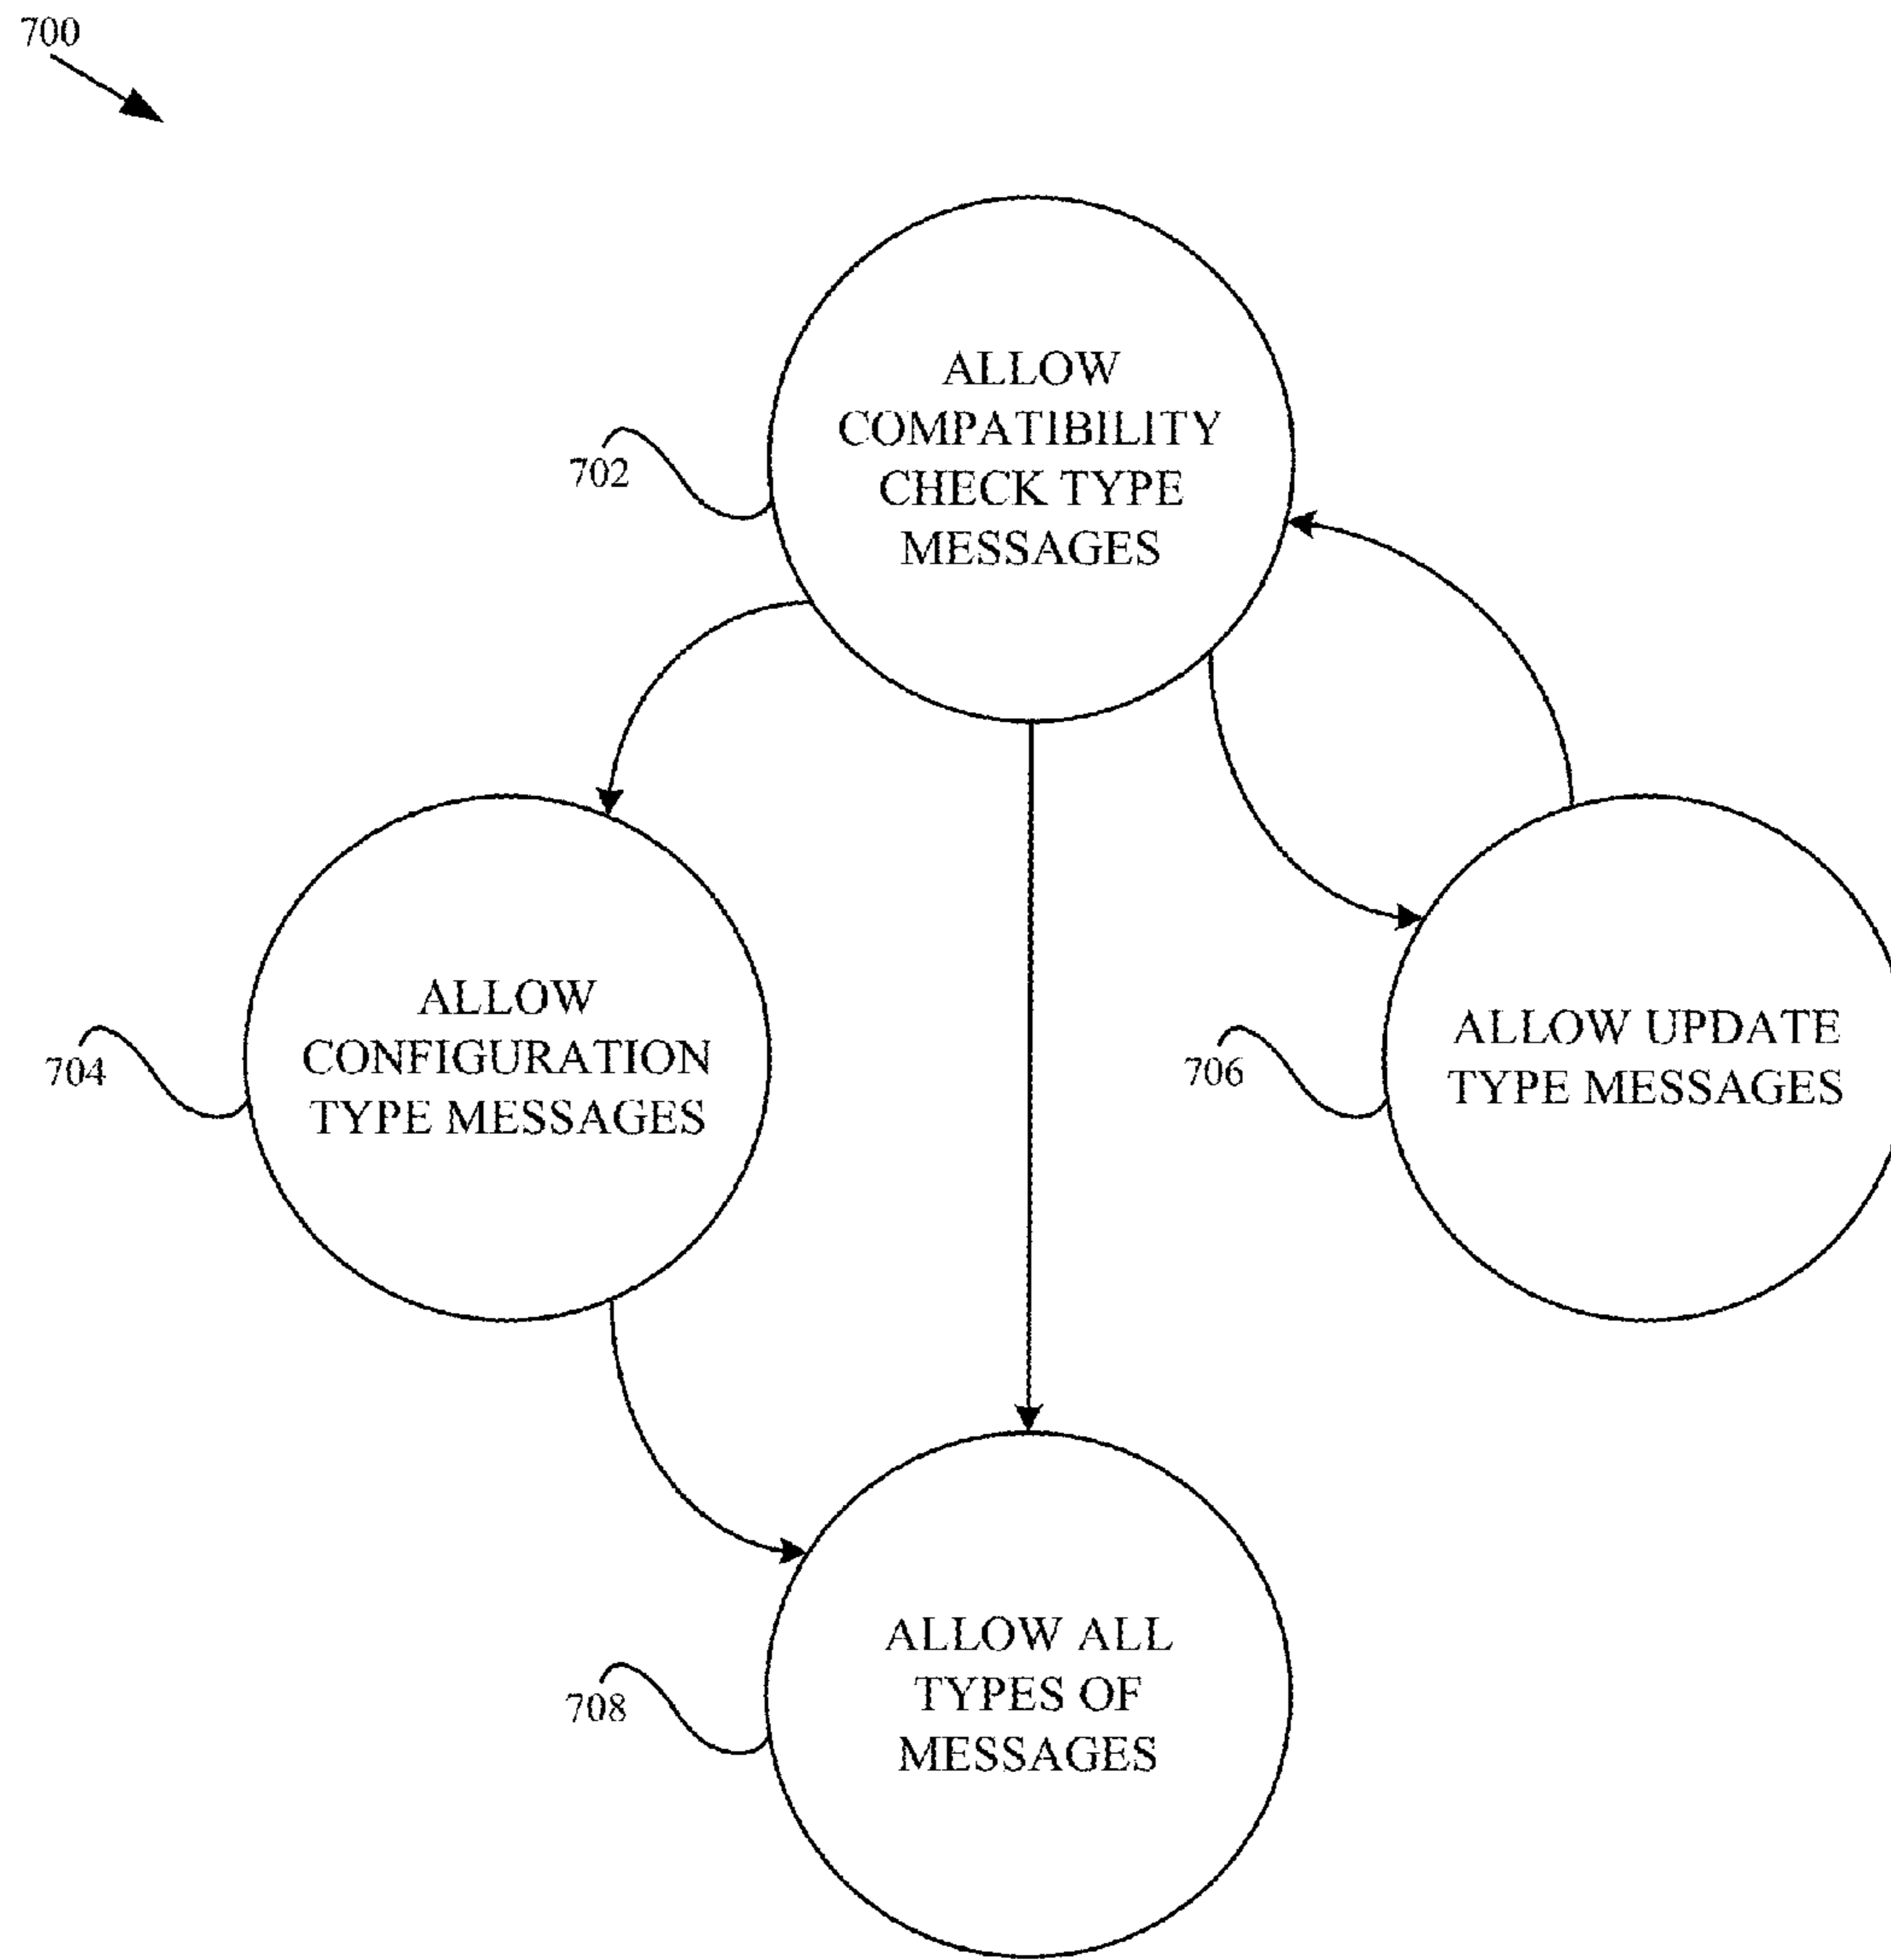 700
ALLOW
COMPATIBILITY
CHECK TYPE
MESSAGES
702
ALLOW
CONFIGURATION
TYPE MESSAGES
704
ALLOW UPDATE
TYPE MESSAGES
706
ALLOW ALL
TYPES OF
MESSAGES
708